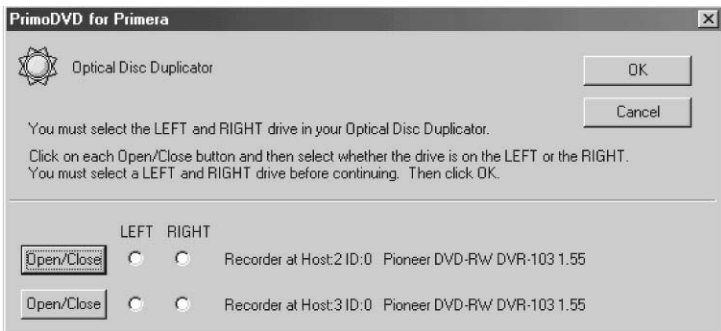 PrimoDVD for Primera
Optical Disc Duplicator
OK
Cancel
You must select the LEFT and RIGHT drive in your Optical Disc Duplicator.
Click on each Open/Close button and then select whether the drive is on the LEFT or the RIGHT.
You must select a LEFT and RIGHT drive before continuing. Then click OK.
LEFT RIGHT
Open/Close Recorder at Host:2 ID:0 Pioneer DVD-RW DVR-103 1.55
Open/Close Recorder at Host:3 ID:0 Pioneer DVD-RW DVR-103 1.55